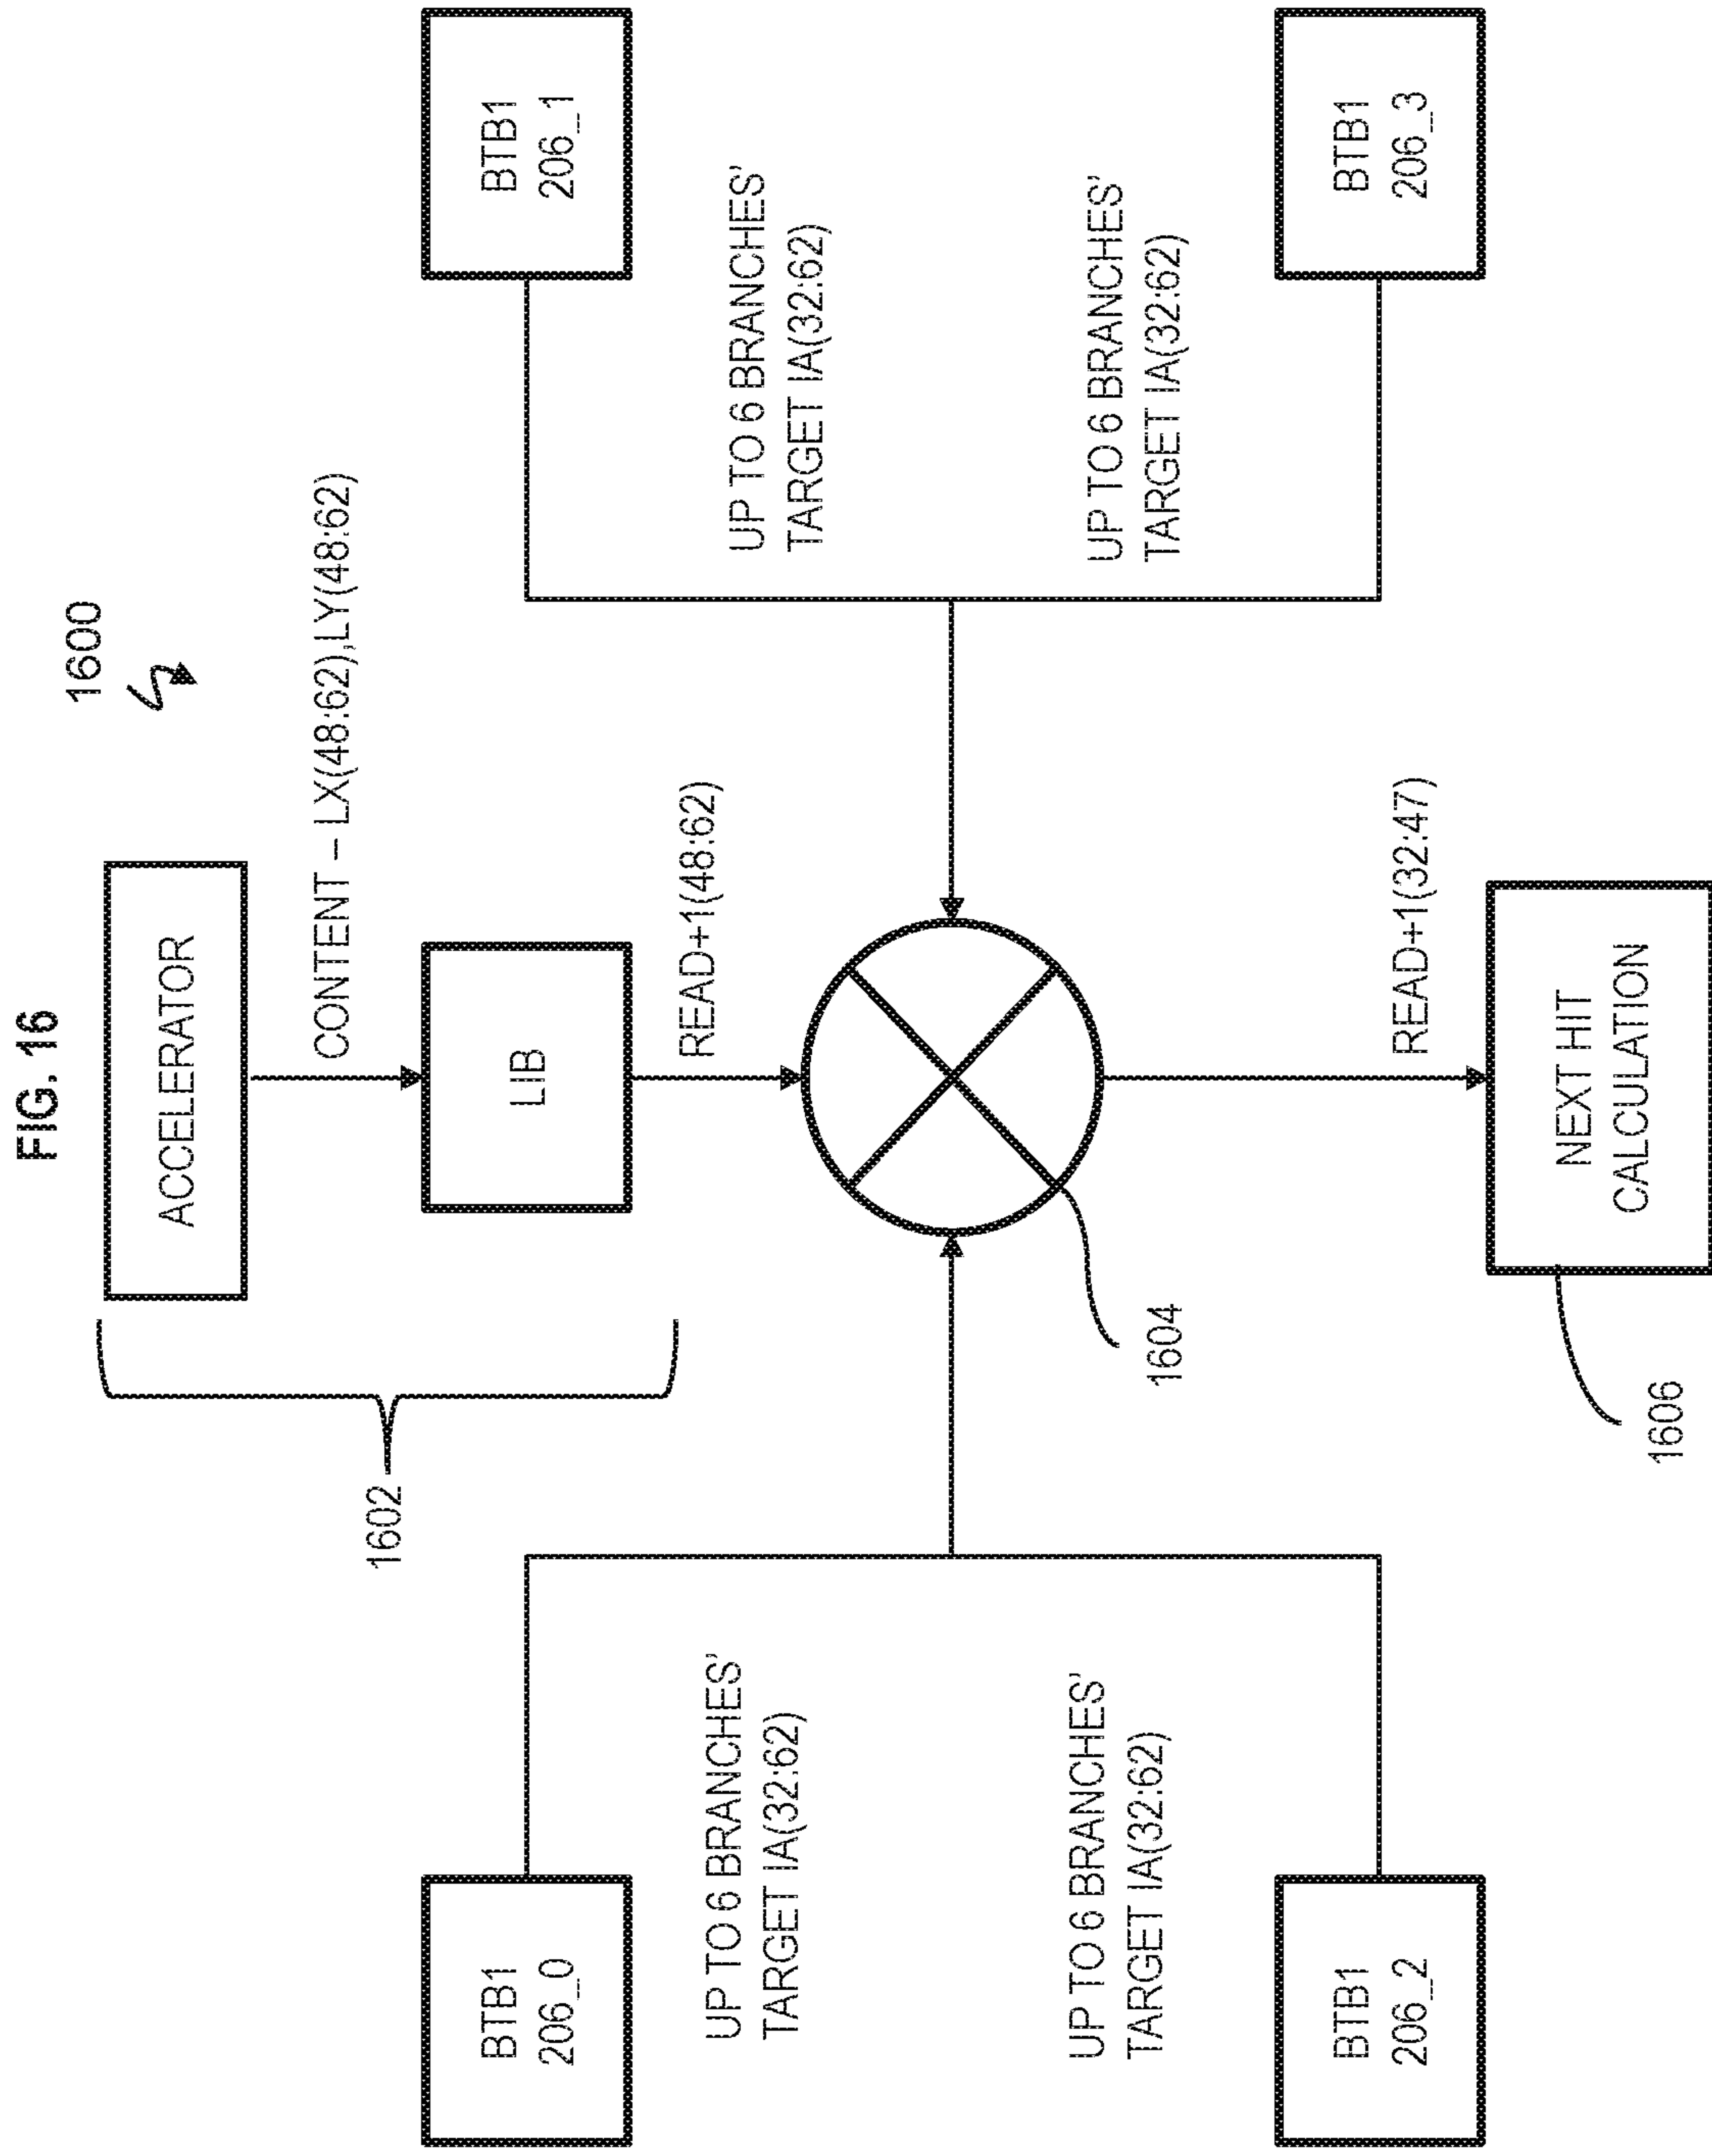 FIG. 16
1600
ACCELERATOR
CONTENT – LX(48:62),LY(48:62)
1602
LIB
READ+1(48:62)
BTB1
206_0
UP TO 6 BRANCHES'
TARGET IA(32:62)
BTB1
206_1
UP TO 6 BRANCHES'
TARGET IA(32:62)
UP TO 6 BRANCHES'
TARGET IA(32:62)
BTB1
206_2
UP TO 6 BRANCHES'
TARGET IA(32:62)
BTB1
206_3
1604
READ+1(32:47)
NEXT HIT
CALCULATION
1606